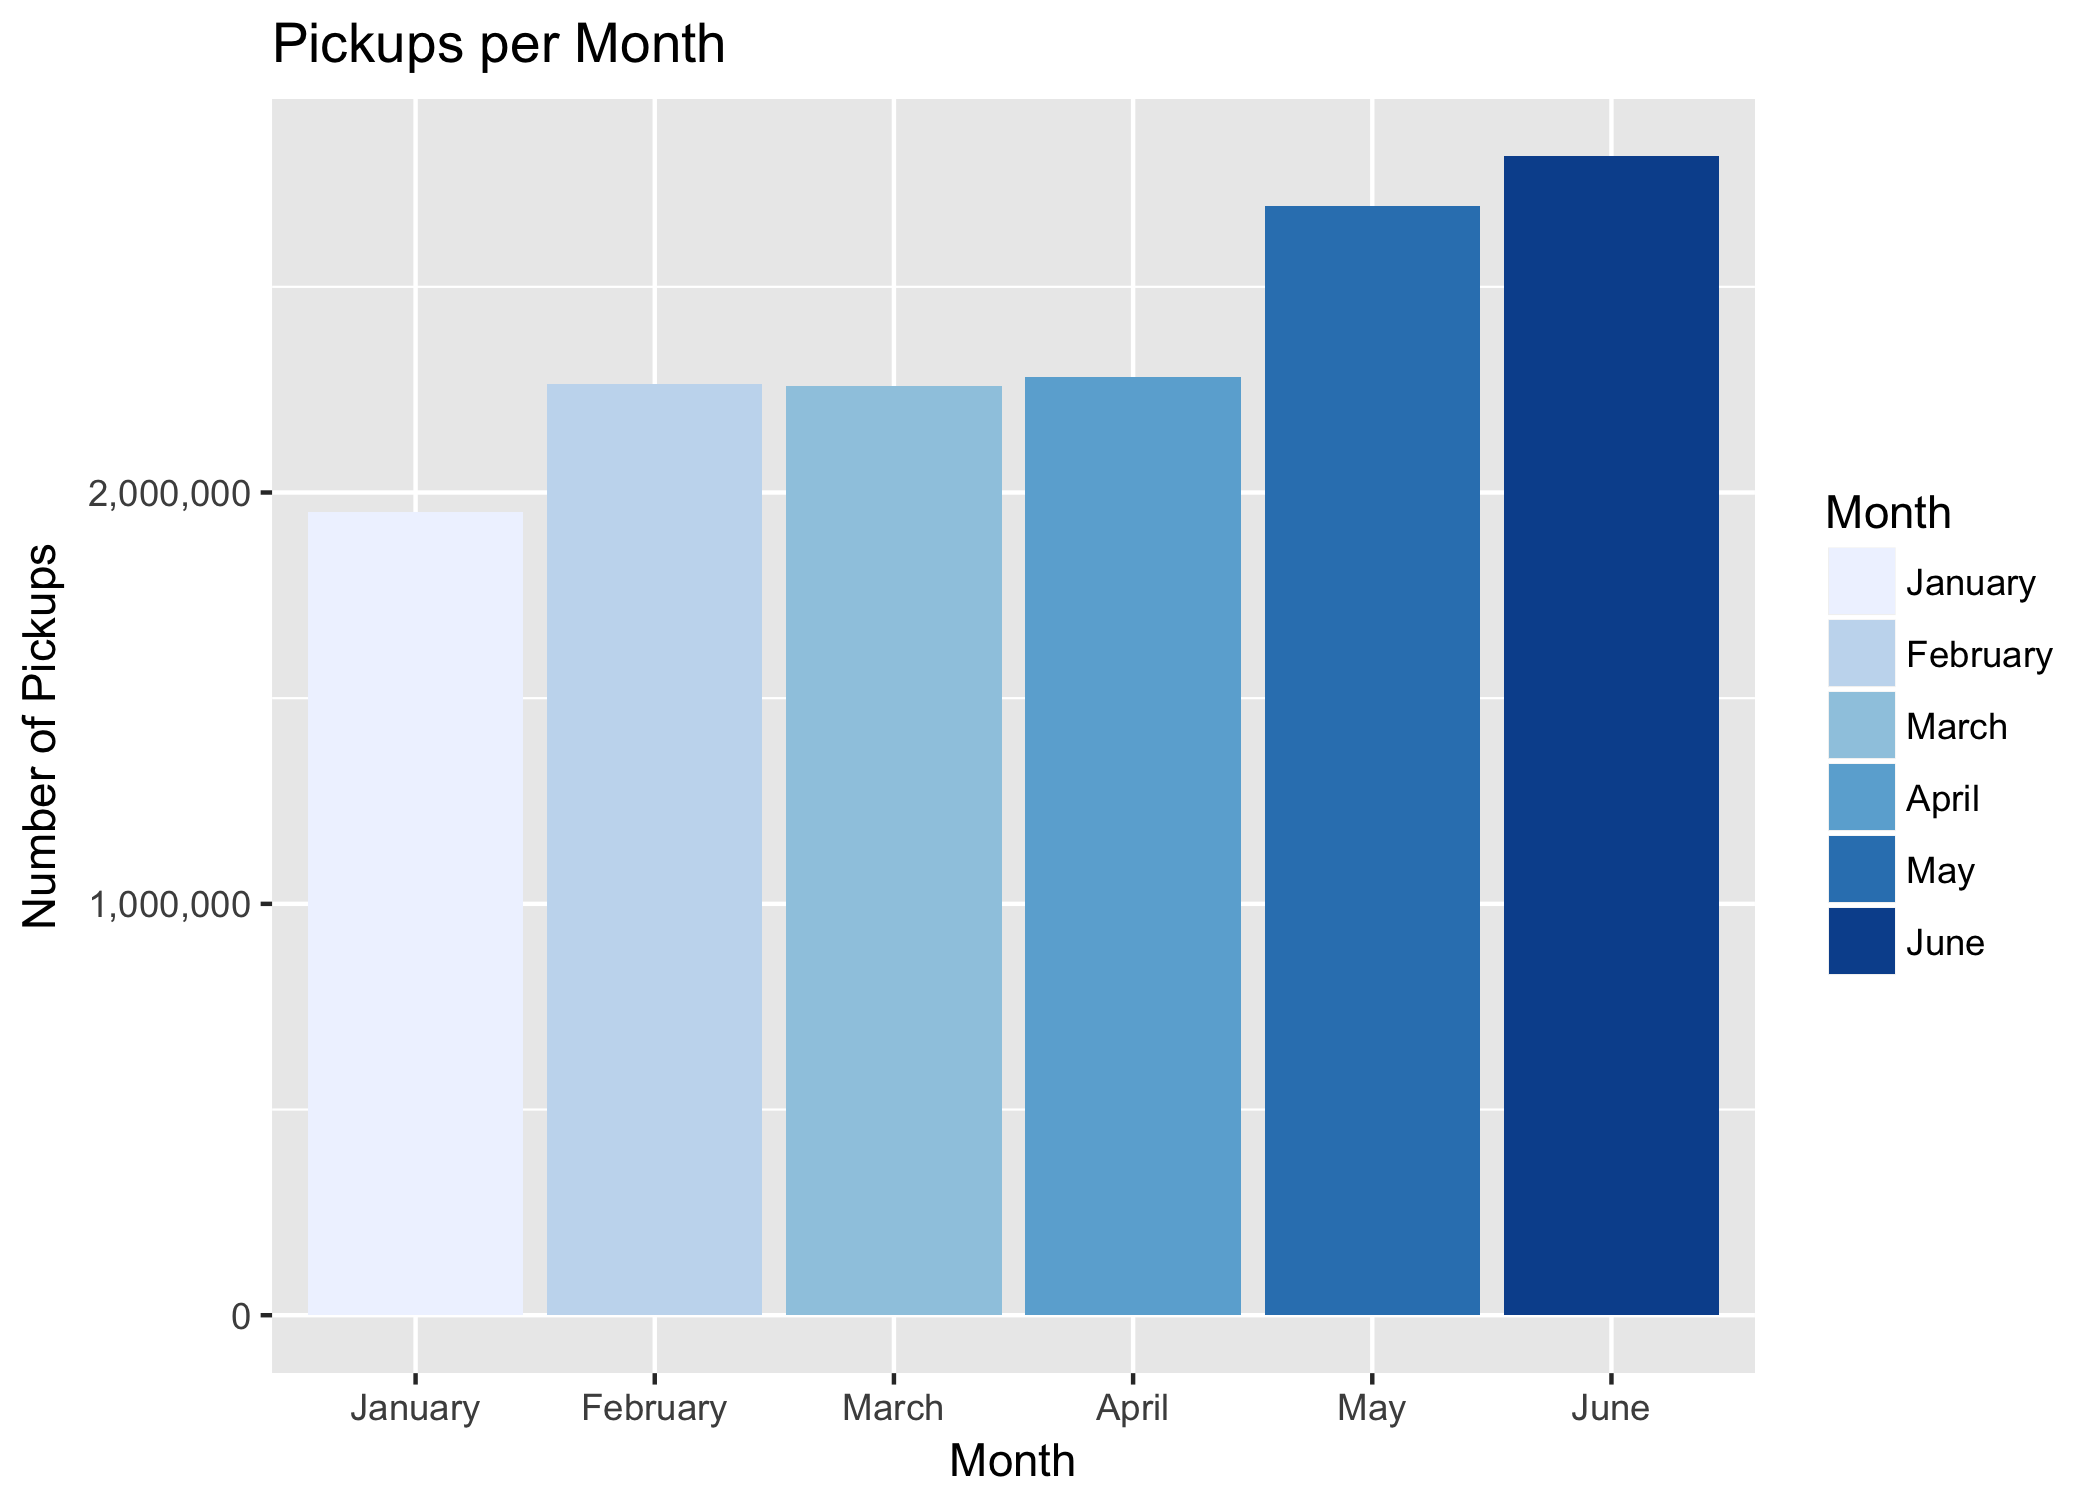 Pickups per Month
Number of Pickups
2,000,000
1,000,000
0
January February March April May June
Month
Month
January
February
March
April
May
June